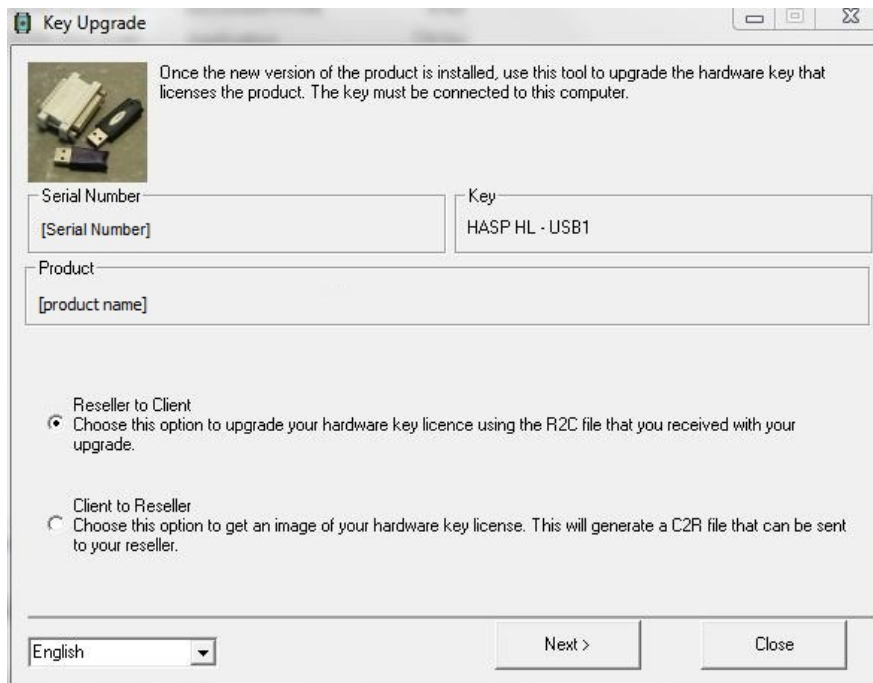 Key Upgrade
Once the new version of the product is installed, use this tool to upgrade the hardware key that
licenses the product. The key must be connected to this computer.
Serial Number
[Serial Number]
Key
HASP HL - USB1
Product
[product name]
Reseller to Client
Choose this option to upgrade your hardware key licence using the R2C file that you received with your
upgrade.
Client to Reseller
Choose this option to get an image of your hardware key license. This will generate a C2R file that can be sent
to your reseller.
English
Next >
Close